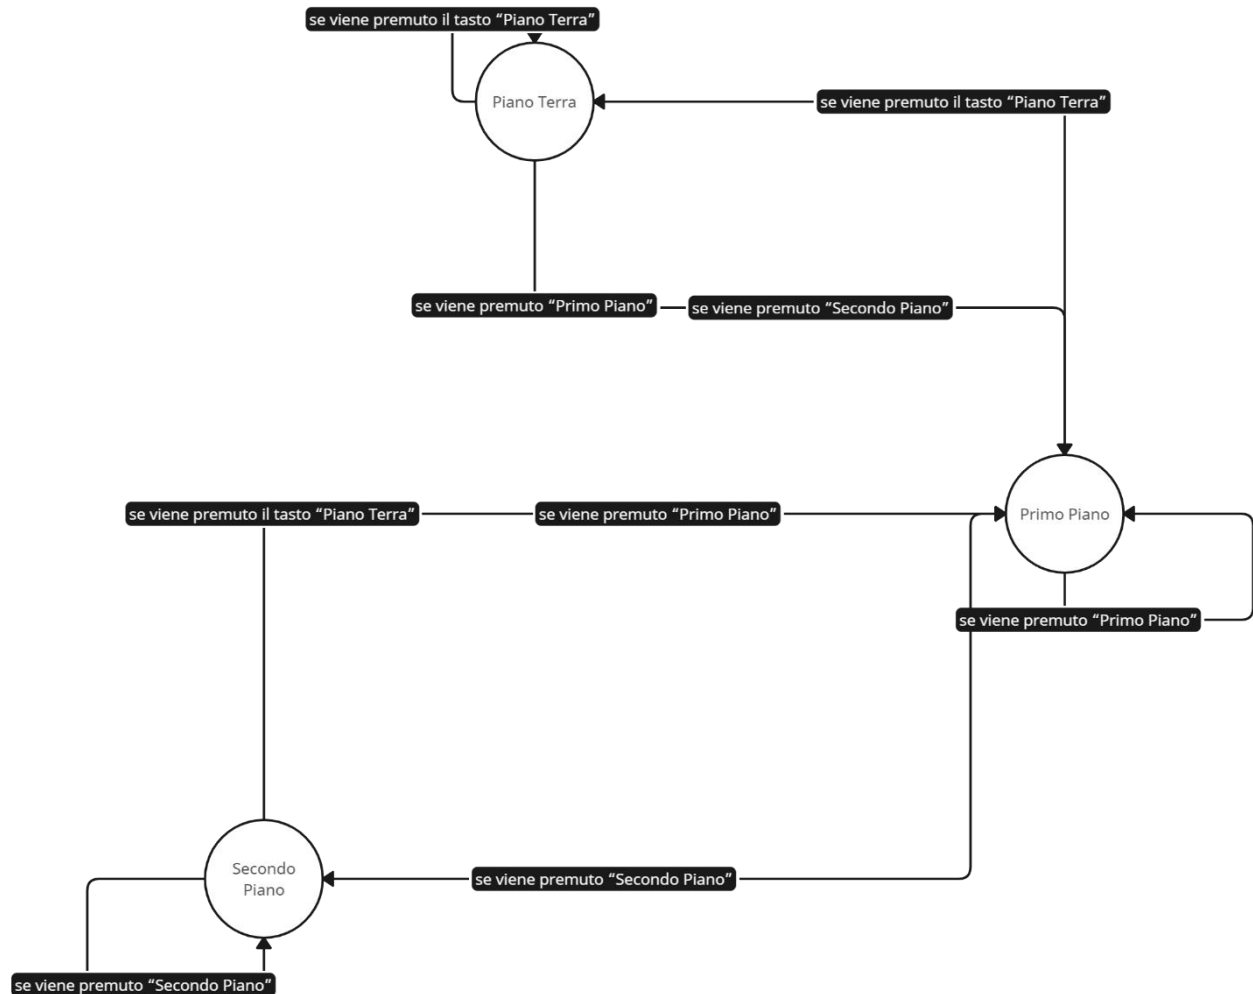 se viene premuto il tasto “Piano Terra”
Piano Terra
se viene premuto il tasto “Piano Terra”
se viene premuto “Primo Piano”
se viene premuto “Secondo Piano”
se viene premuto il tasto “Piano Terra”
se viene premuto “Primo Piano”
Primo Piano
se viene premuto “Primo Piano”
Secondo
Piano
se viene premuto “Secondo Piano”
se viene premuto “Secondo Piano”